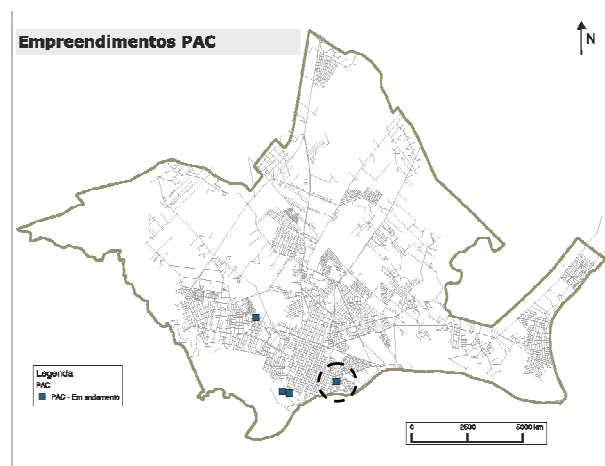 Empreendimentos PAC
N
Legenda
PAC
PAC - Em andamento
0 2500 5000 km